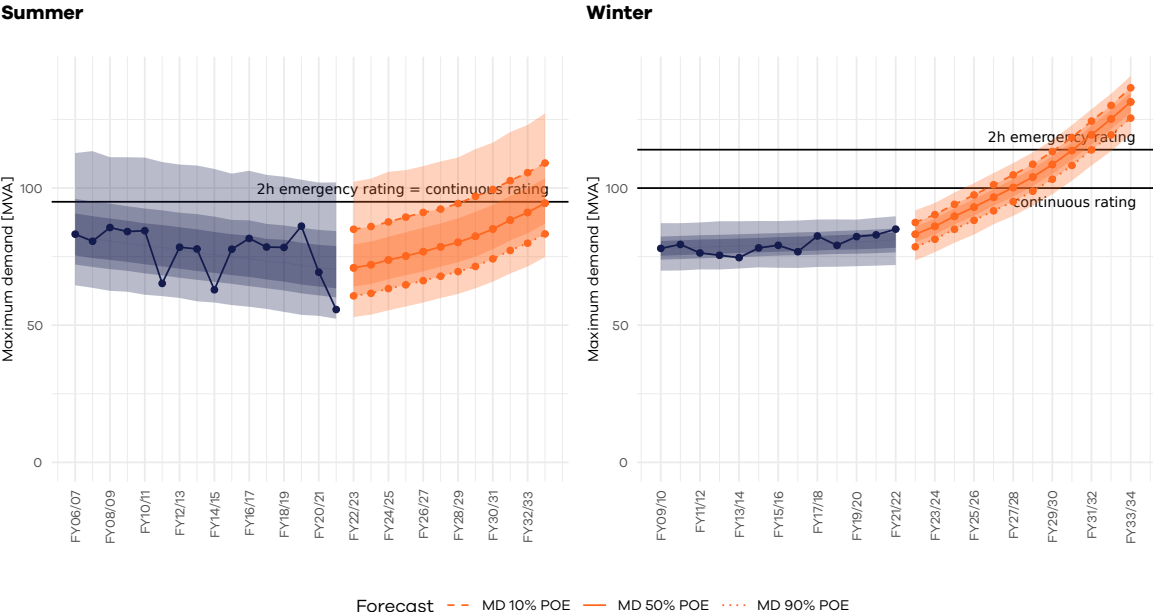 Summer
Winter
Maximum demand [MVA]
100
50
0
2h emergency rating = continuous rating
FY06/07
FY08/09
FY10/11
FY12/13
FY14/15
FY16/17
FY18/19
FY20/21
FY22/23
FY24/25
FY26/27
FY28/29
FY30/31
FY32/33
Maximum demand [MVA]
100
50
0
2h emergency rating
continuous rating
FY09/10
FY11/12
FY13/14
FY15/16
FY17/18
FY19/20
FY21/22
FY23/24
FY25/26
FY27/28
FY29/30
FY31/32
FY33/34
Forecast MD 10% POE MD 50% POE MD 90% POE